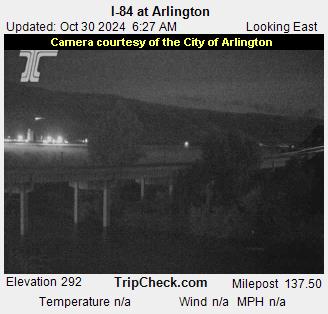 I-84 at Arlington
Updated: Oct 30 2024 6:27 AM Looking East
Camera courtesy of the City of Arlington
Elevation 292 TripCheck.com Milepost 137.50
Temperature n/a Wind n/a MPH n/a